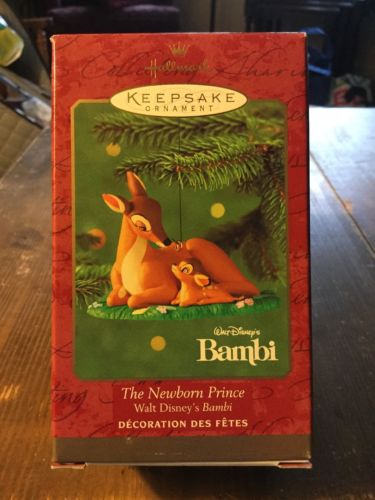 Hallmark
KEEPSAKE
ORNAMENT
WALT DISNEY'S
Bambi
The Newborn Prince
Walt Disney's Bambi
DÉCORATION DES FÊTES